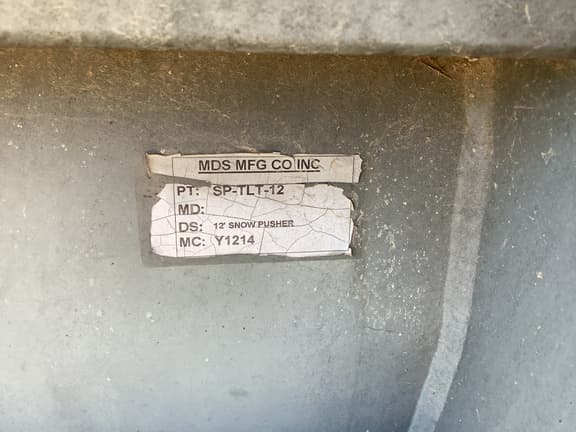 MDS MFG CO INC
PT: SP-TLT-12
MD:
DS: 12' SNOW PUSHER
MC: Y1214